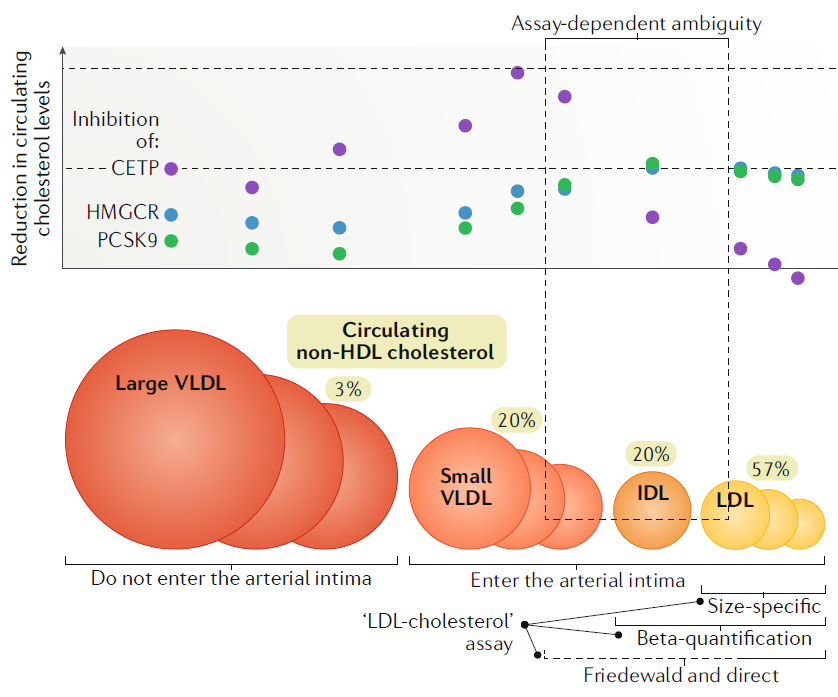 Assay-dependent ambiguity
Reduction in circulating
cholesterol levels
Inhibition
of:
CETP
HMGCR
PCSK9
Circulating
non-HDL cholesterol
Large VLDL
3%
20%
Small
VLDL
20%
IDL
57%
LDL
Do not enter the arterial intima
Enter the arterial intima
Size-specific
‘LDL-cholesterol’
assay
Beta-quantification
Friedewald and direct